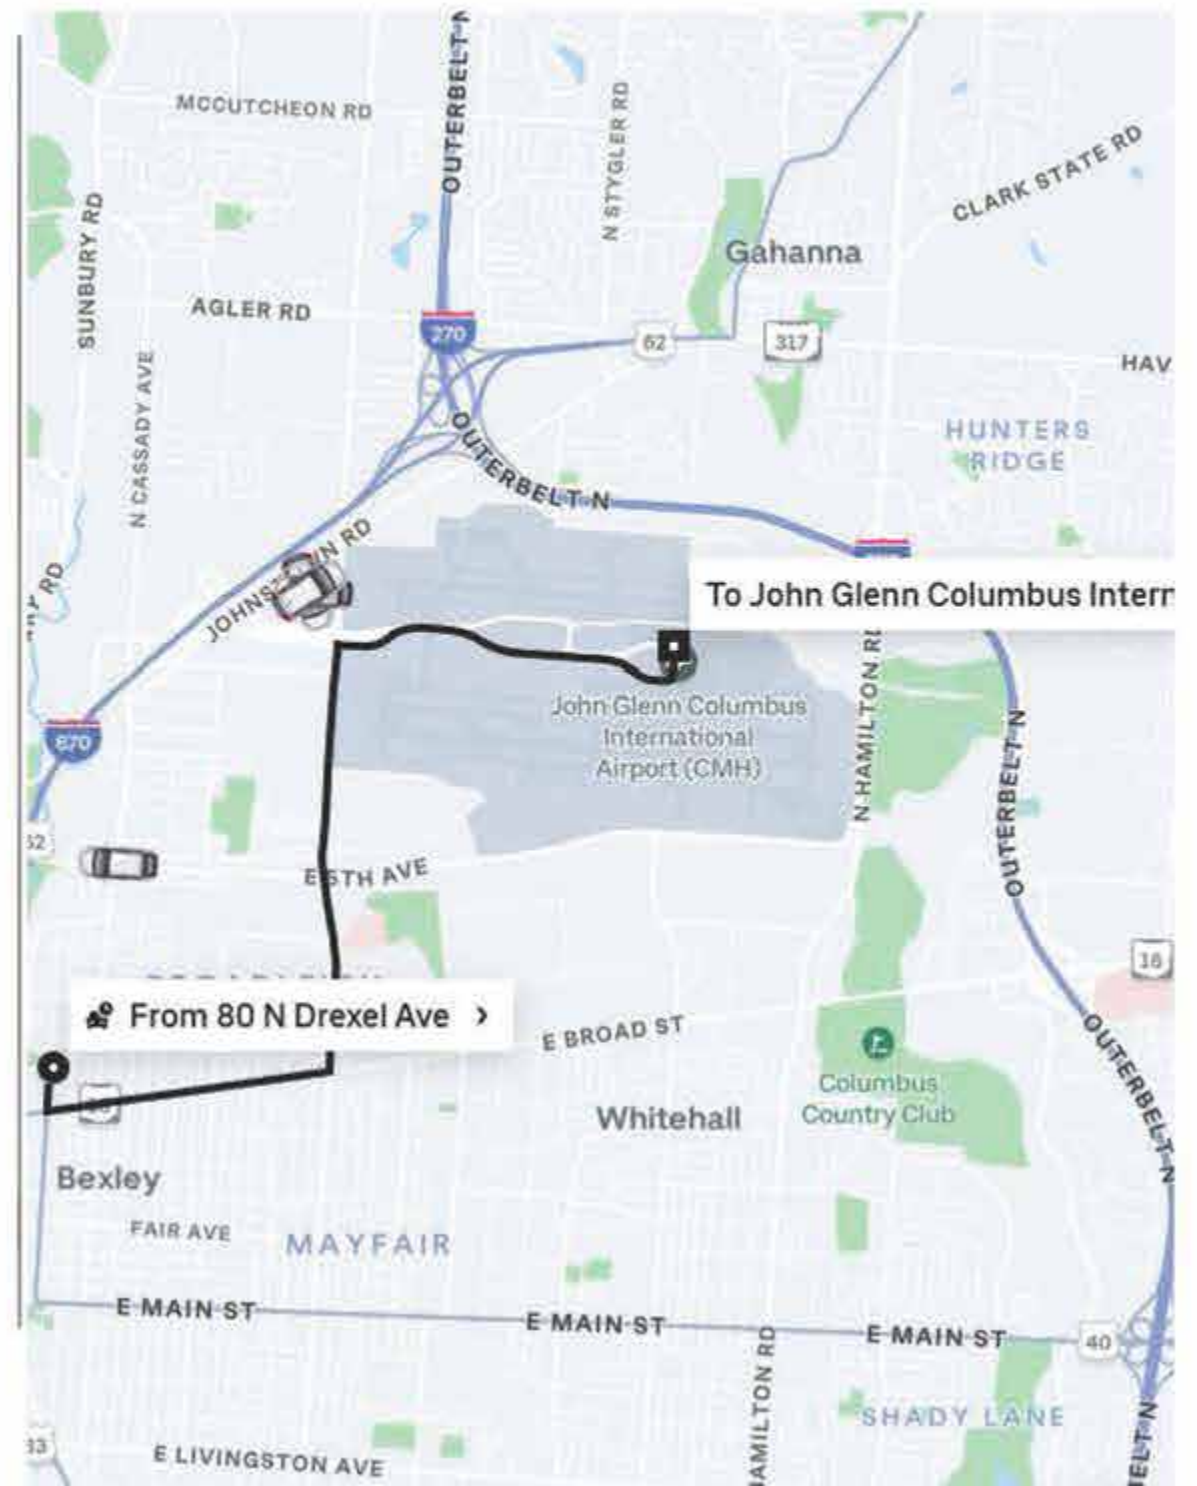 OUTERBELT N
MCCUTCHEON RD
N STYGLER RD
CLARK STATE RD
SUNBURY RD
Gahanna
AGLER RD
270
62
317
HAV
N CASSADY AVE
HUNTERS
RIDGE
OUTERBELT N
RD
To John Glenn Columbus Intern
N HAMILTON RD
John Glenn Columbus
International
Airport (CMH)
670
OUTERBELT N
62
E 5TH AVE
16
From 80 N Drexel Ave
E BROAD ST
OUTERBELT N
Columbus
Country Club
Whitehall
Bexley
FAIR AVE
MAYFAIR
E MAIN ST
E MAIN ST
E MAIN ST
40
HAMILTON RD
SHADY LANE
33
E LIVINGSTON AVE
BELT N